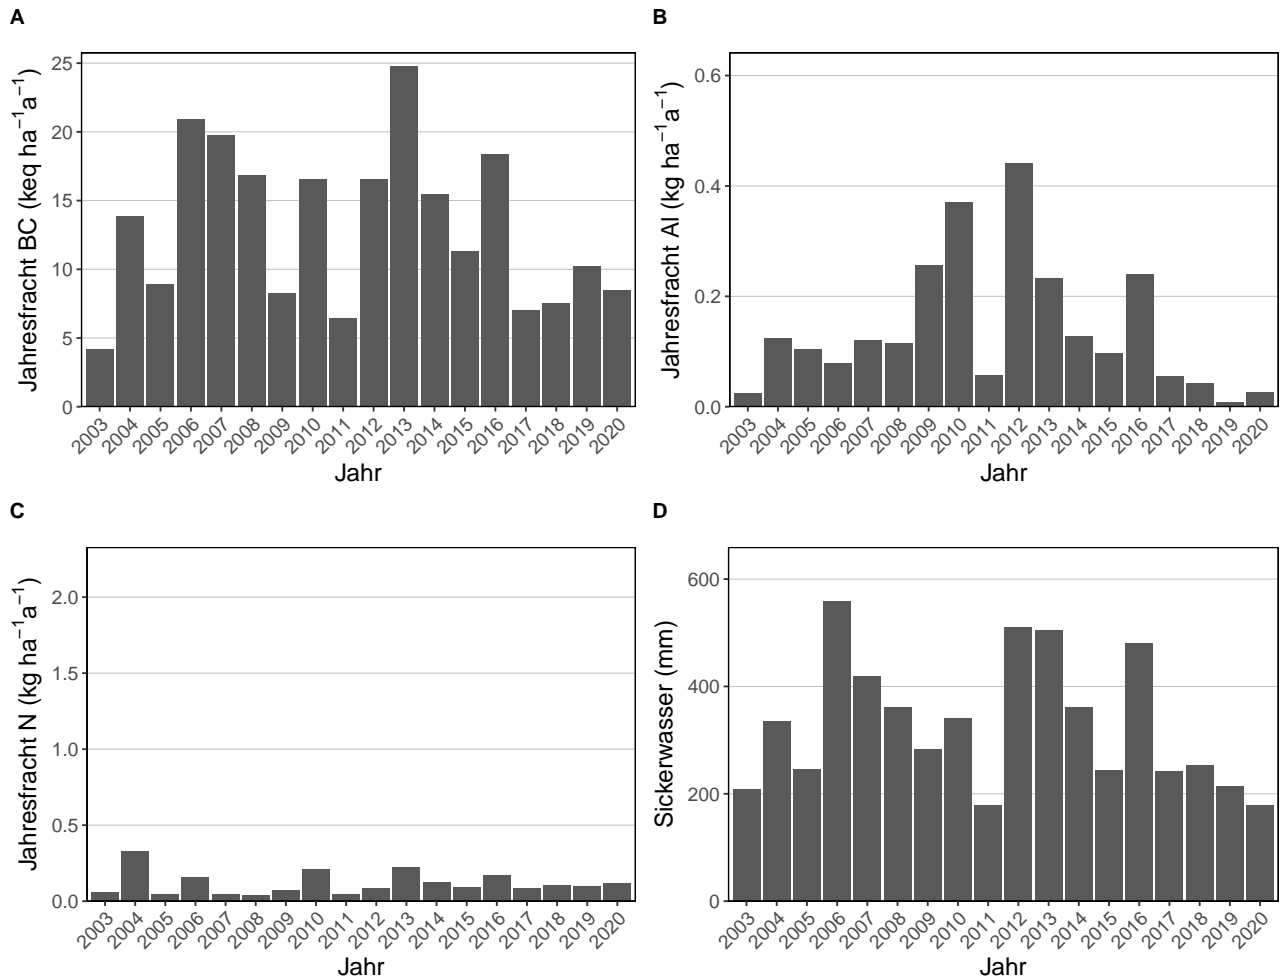 A
Jahresfracht BC (keq ha⁻¹a⁻¹)
25
20
15
10
5
0
2003 2004 2005 2006 2007 2008 2009 2010 2011 2012 2013 2014 2015 2016 2017 2018 2019 2020
Jahr
B
Jahresfracht Al (kg ha⁻¹a⁻¹)
0.6
0.4
0.2
0.0
2003 2004 2005 2006 2007 2008 2009 2010 2011 2012 2013 2014 2015 2016 2017 2018 2019 2020
Jahr
C
Jahresfracht N (kg ha⁻¹a⁻¹)
2.0
1.5
1.0
0.5
0.0
2003 2004 2005 2006 2007 2008 2009 2010 2011 2012 2013 2014 2015 2016 2017 2018 2019 2020
Jahr
D
Sickerwasser (mm)
600
400
200
0
2003 2004 2005 2006 2007 2008 2009 2010 2011 2012 2013 2014 2015 2016 2017 2018 2019 2020
Jahr